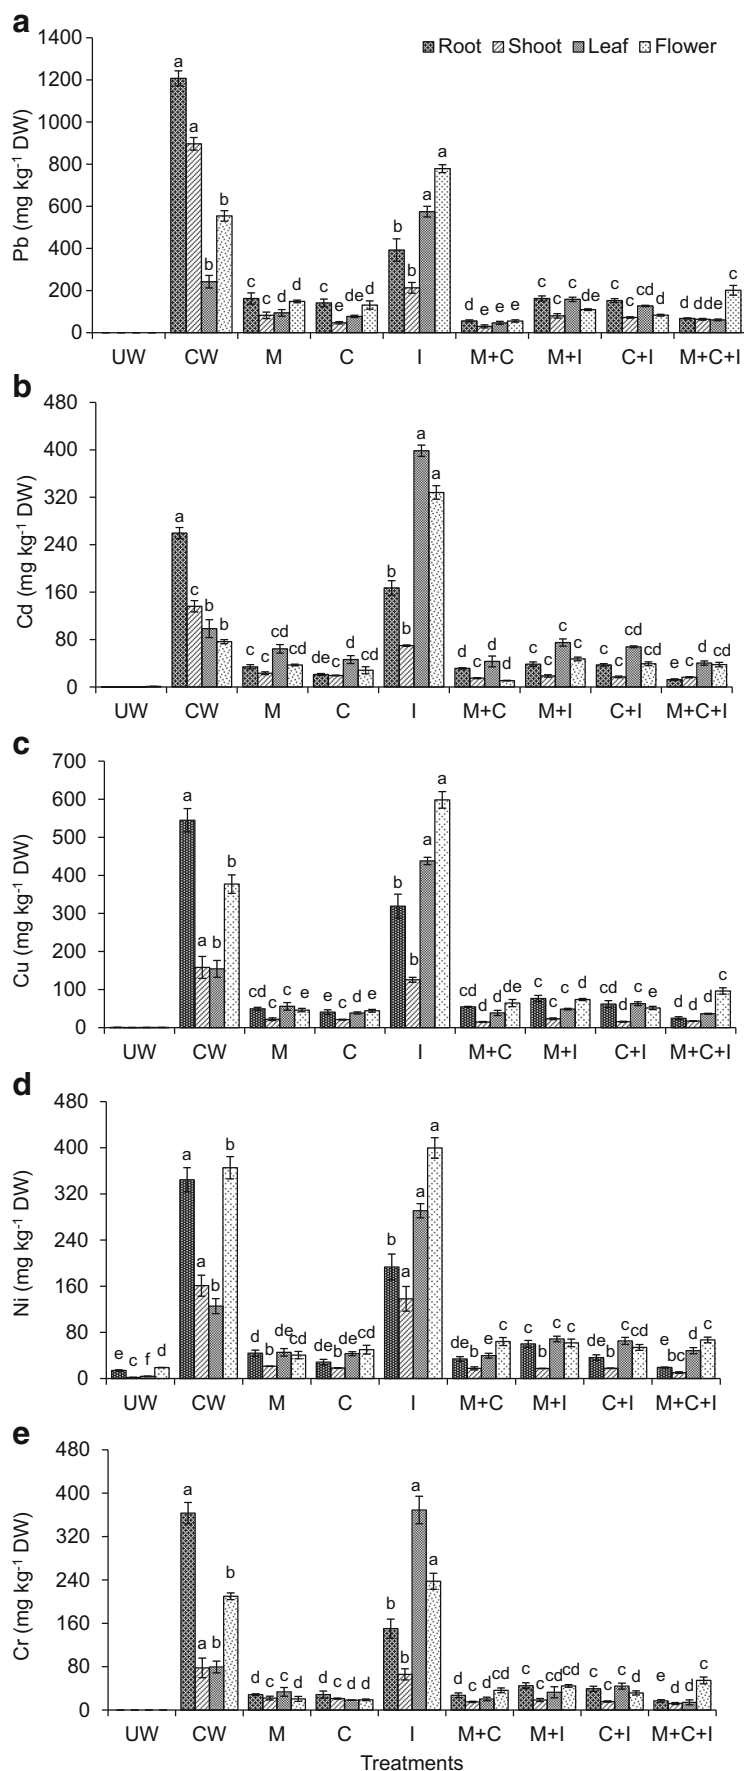 a
Root Shoot Leaf Flower
Pb (mg kg⁻¹ DW)
1400
1200
1000
800
600
400
200
0
a a b b
c c d d
c e de d
b b a a
d e e e
c c c de
c c cd d
d d de c
UW CW M C I M+C M+I C+I M+C+I
b
Cd (mg kg⁻¹ DW)
480
400
320
240
160
80
0
a c b b
c c cd cd
de c d cd
b b a a
c c d d
c c c cd
c c cd cd
e c d cd
UW CW M C I M+C M+I C+I M+C+I
c
Cu (mg kg⁻¹ DW)
700
600
500
400
300
200
100
0
a a b b
cd c c e
e c d e
b b a a
cd d d de
c c c d
c d c e
d d d c
UW CW M C I M+C M+I C+I M+C+I
d
Ni (mg kg⁻¹ DW)
480
400
320
240
160
80
0
e c f d
a a b b
d b de cd
de b de cd
b a a a
de b e c
c b c c
de b c cd
e bc d c
UW CW M C I M+C M+I C+I M+C+I
e
Cr (mg kg⁻¹ DW)
480
400
320
240
160
80
0
a a b b
d c c d
d c d d
b b a a
d c d cd
c c cd cd
c c c d
e d d c
UW CW M C I M+C M+I C+I M+C+I
Treatments